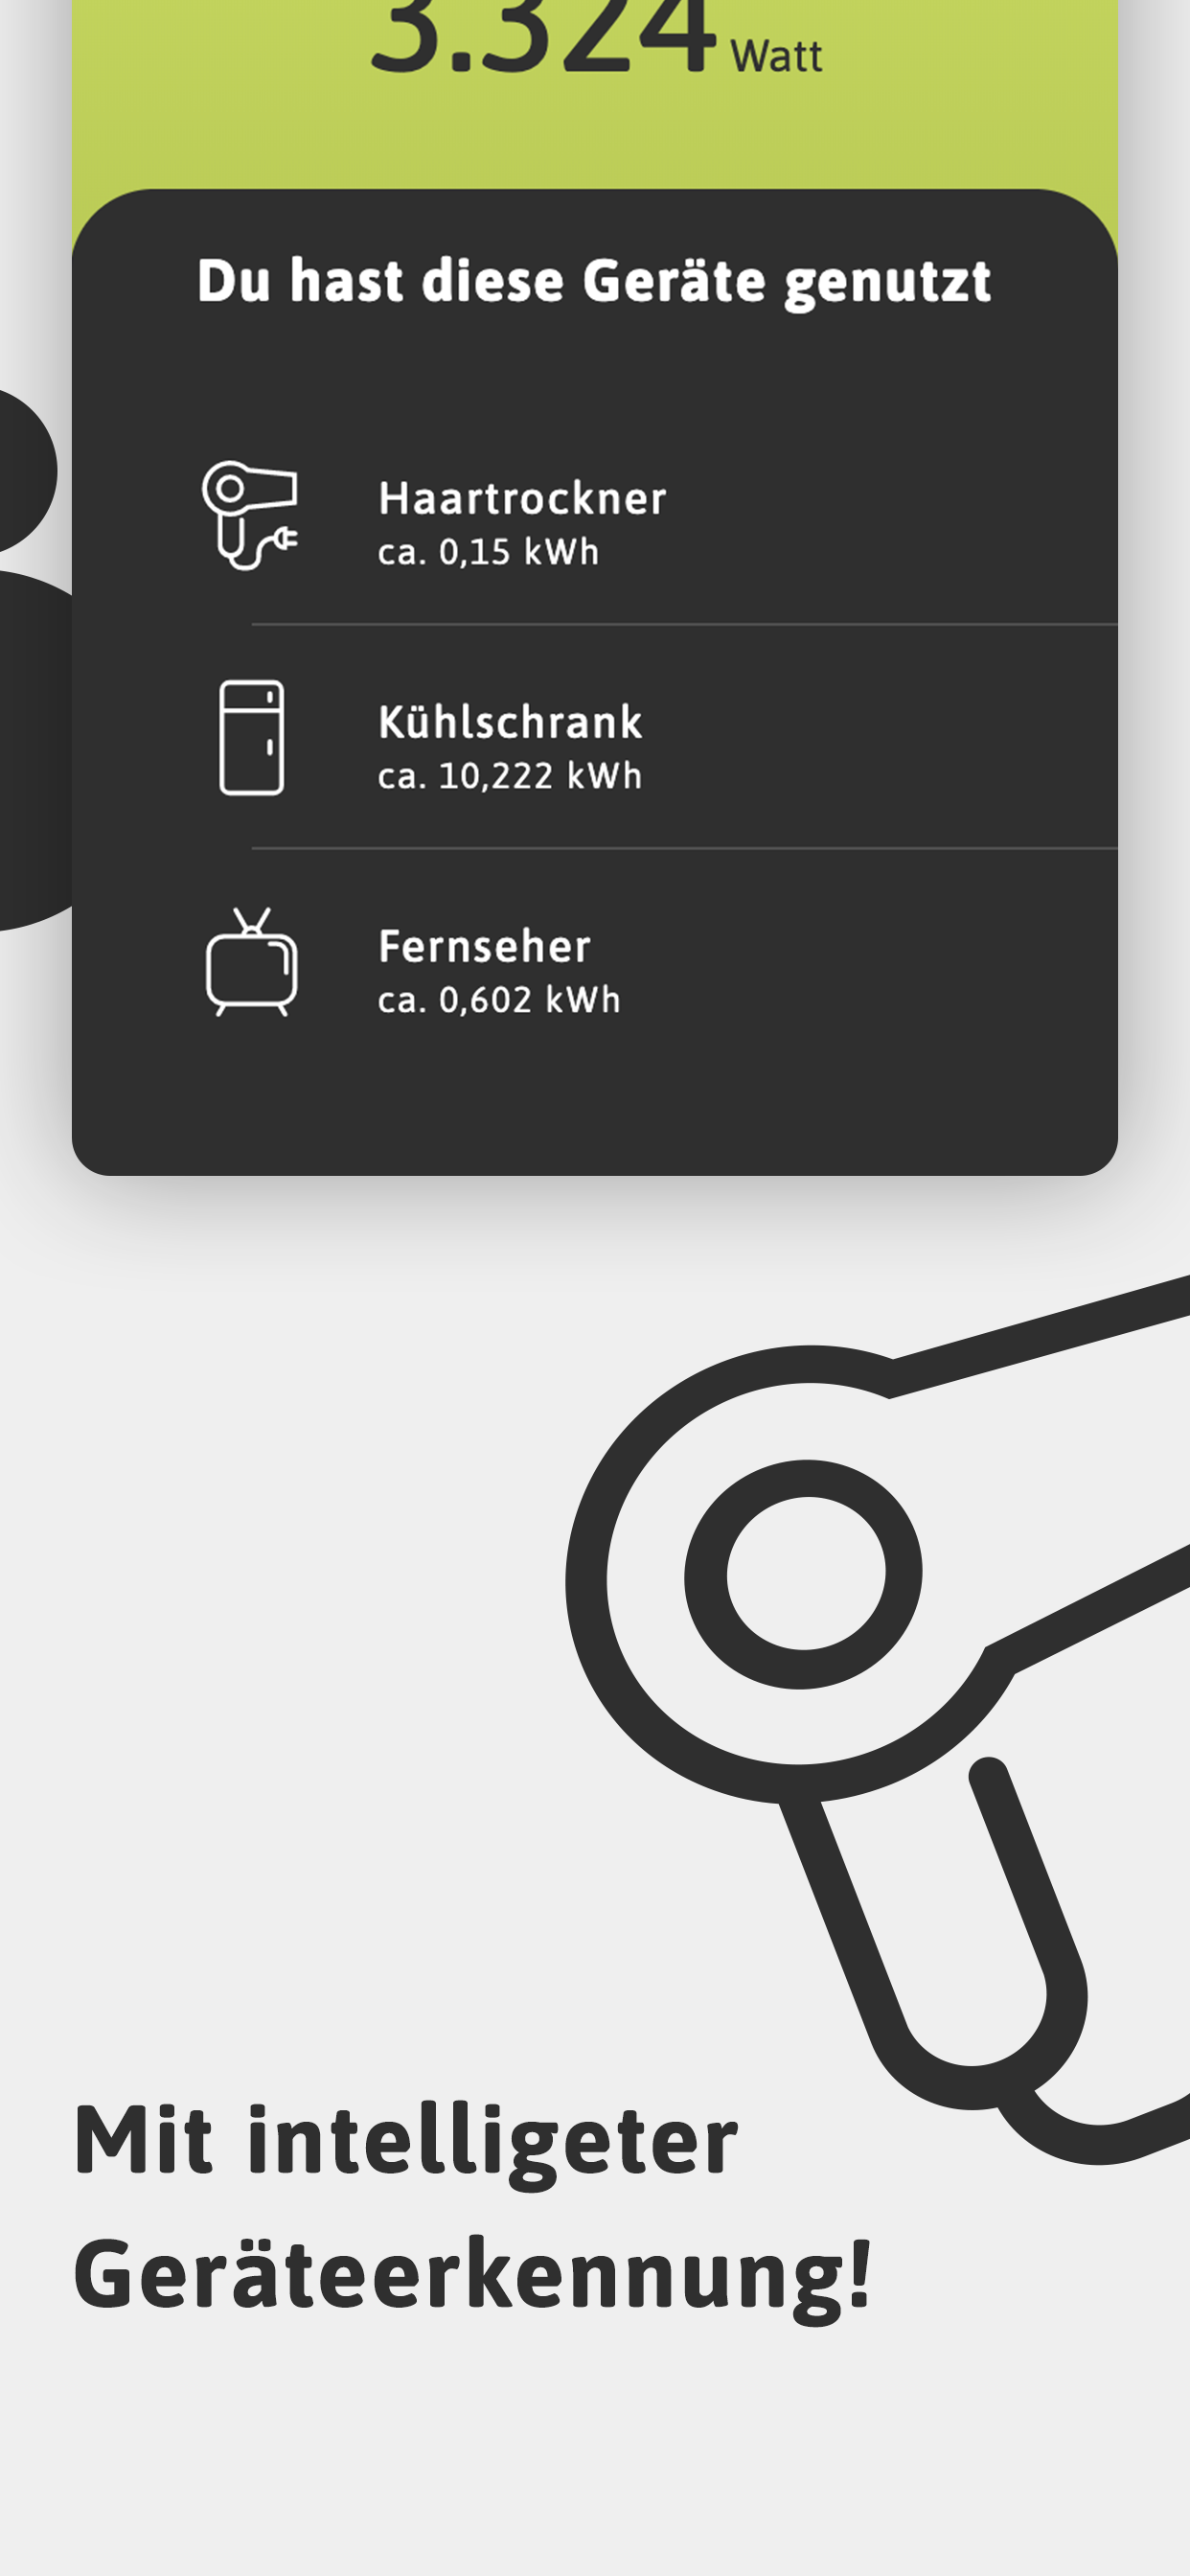 3.324 Watt
Du hast diese Geräte genutzt
Haartrockner
ca. 0,15 kWh
Kühlschrank
ca. 10,222 kWh
Fernseher
ca. 0,602 kWh
Mit intelligeter
Geräteerkennung!